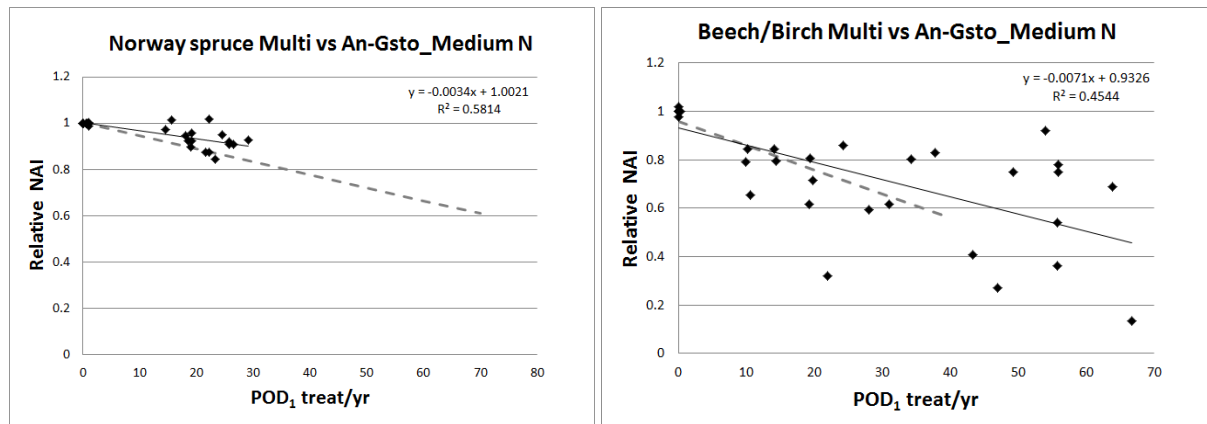 Norway spruce Multi vs An-Gsto_Medium N
y = -0.0034x + 1.0021
R² = 0.5814
1.2
1
0.8
0.6
0.4
0.2
0
Relative NAI
0 10 20 30 40 50 60 70 80
POD₁ treat/yr
Beech/Birch Multi vs An-Gsto_Medium N
y = -0.0071x + 0.9326
R² = 0.4544
1.2
1
0.8
0.6
0.4
0.2
0
Relative NAI
0 10 20 30 40 50 60 70
POD₁ treat/yr